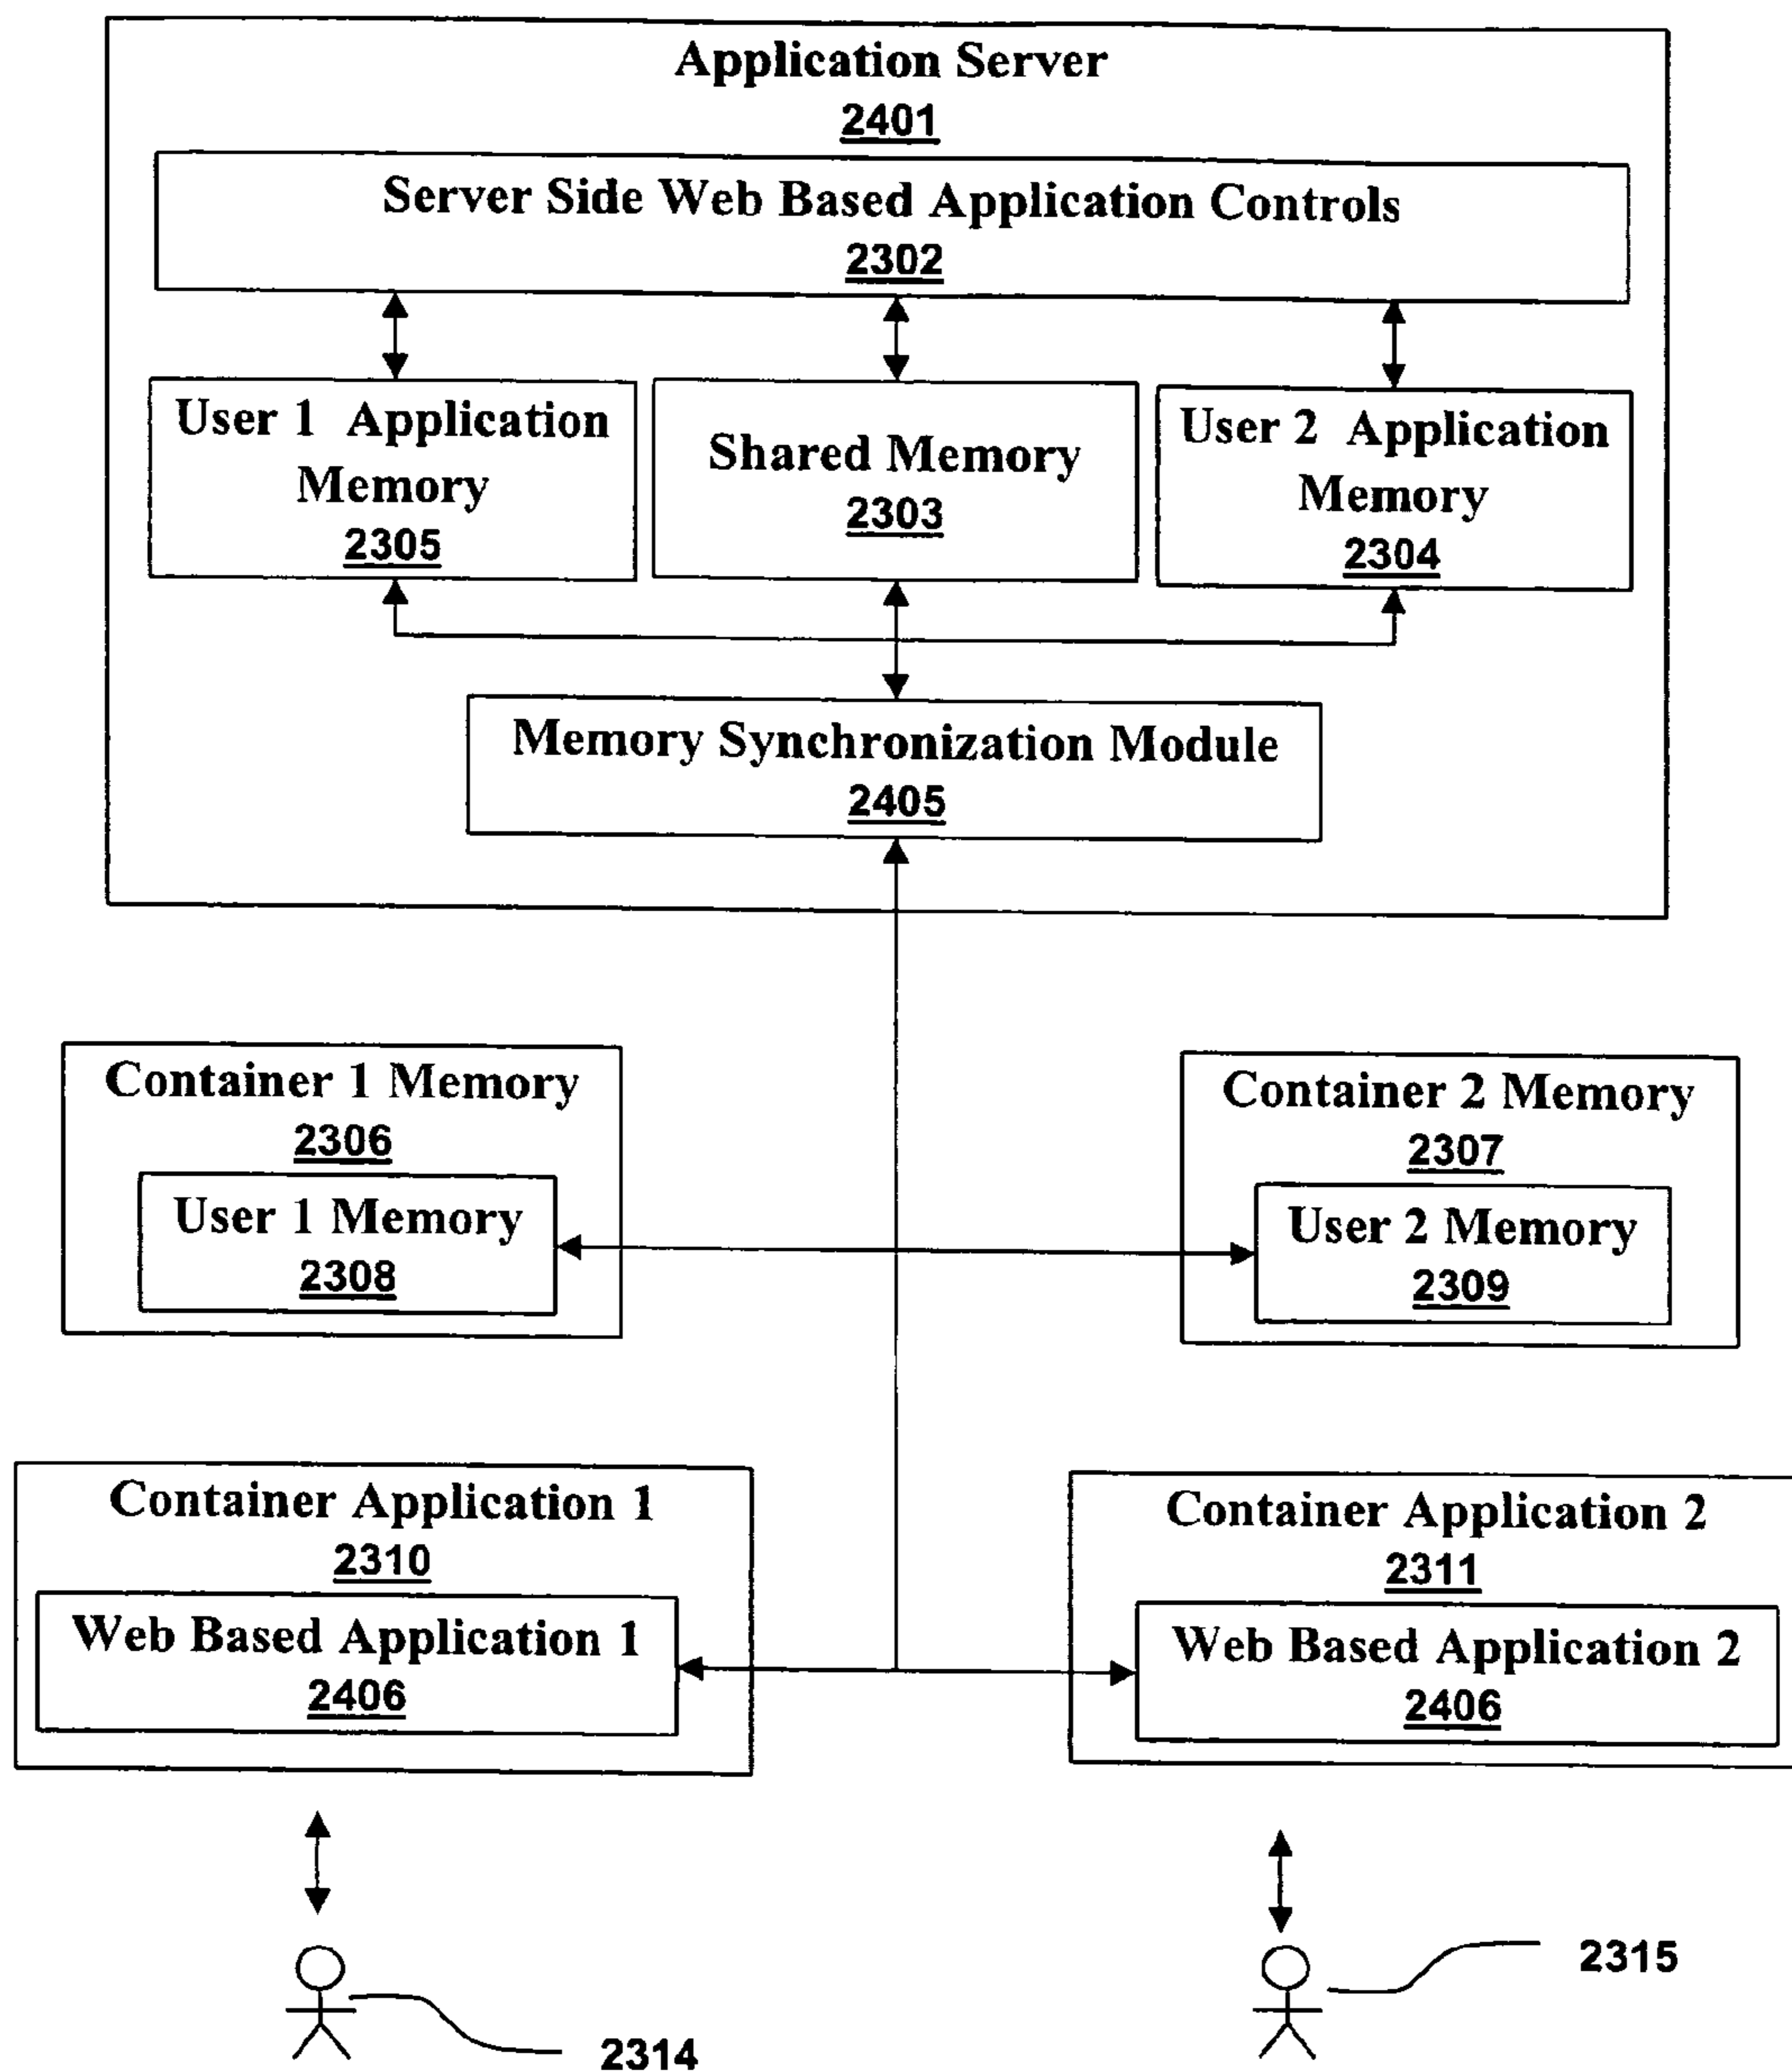 Application Server
2401
Server Side Web Based Application Controls
2302
User 1 Application
Memory
2305
Shared Memory
2303
User 2 Application
Memory
2304
Memory Synchronization Module
2405
Container 1 Memory
2306
User 1 Memory
2308
Container 2 Memory
2307
User 2 Memory
2309
Container Application 1
2310
Web Based Application 1
2406
Container Application 2
2311
Web Based Application 2
2406
2314
2315